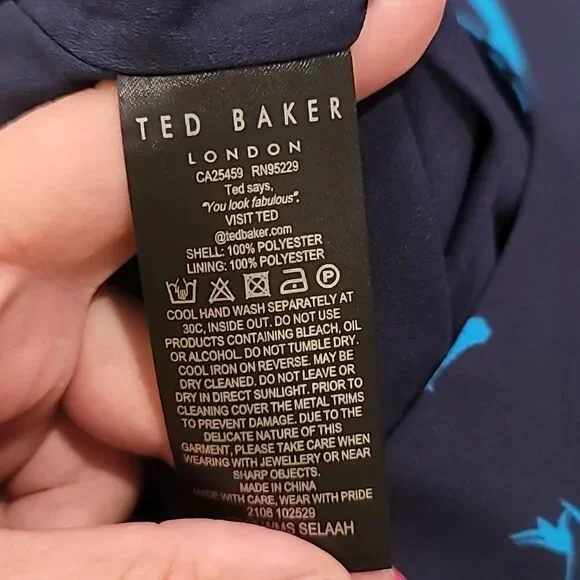 TED BAKER
LONDON
CA25459 RN95229
Ted says,
"You look fabulous".
VISIT TED
@tedbaker.com
SHELL: 100% POLYESTER
LINING: 100% POLYESTER
P
COOL HAND WASH SEPARATELY AT
30C, INSIDE OUT. DO NOT USE
PRODUCTS CONTAINING BLEACH, OIL
OR ALCOHOL. DO NOT TUMBLE DRY.
COOL IRON ON REVERSE. MAY BE
DRY CLEANED. DO NOT LEAVE OR
DRY IN DIRECT SUNLIGHT. PRIOR TO
CLEANING COVER THE METAL TRIMS
TO PREVENT DAMAGE. DUE TO THE
DELICATE NATURE OF THIS
GARMENT, PLEASE TAKE CARE WHEN
WEARING WITH JEWELLERY OR NEAR
SHARP OBJECTS.
MADE IN CHINA
MADE WITH CARE, WEAR WITH PRIDE
2106 102529
SELAAH